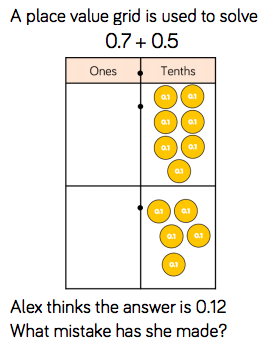 A place value grid is used to solve
0.7 + 0.5
Ones Tenths
0.1 0.1
0.1 0.1
0.1 0.1
0.1
0.1 0.1
0.1 0.1
0.1
Alex thinks the answer is 0.12
What mistake has she made?